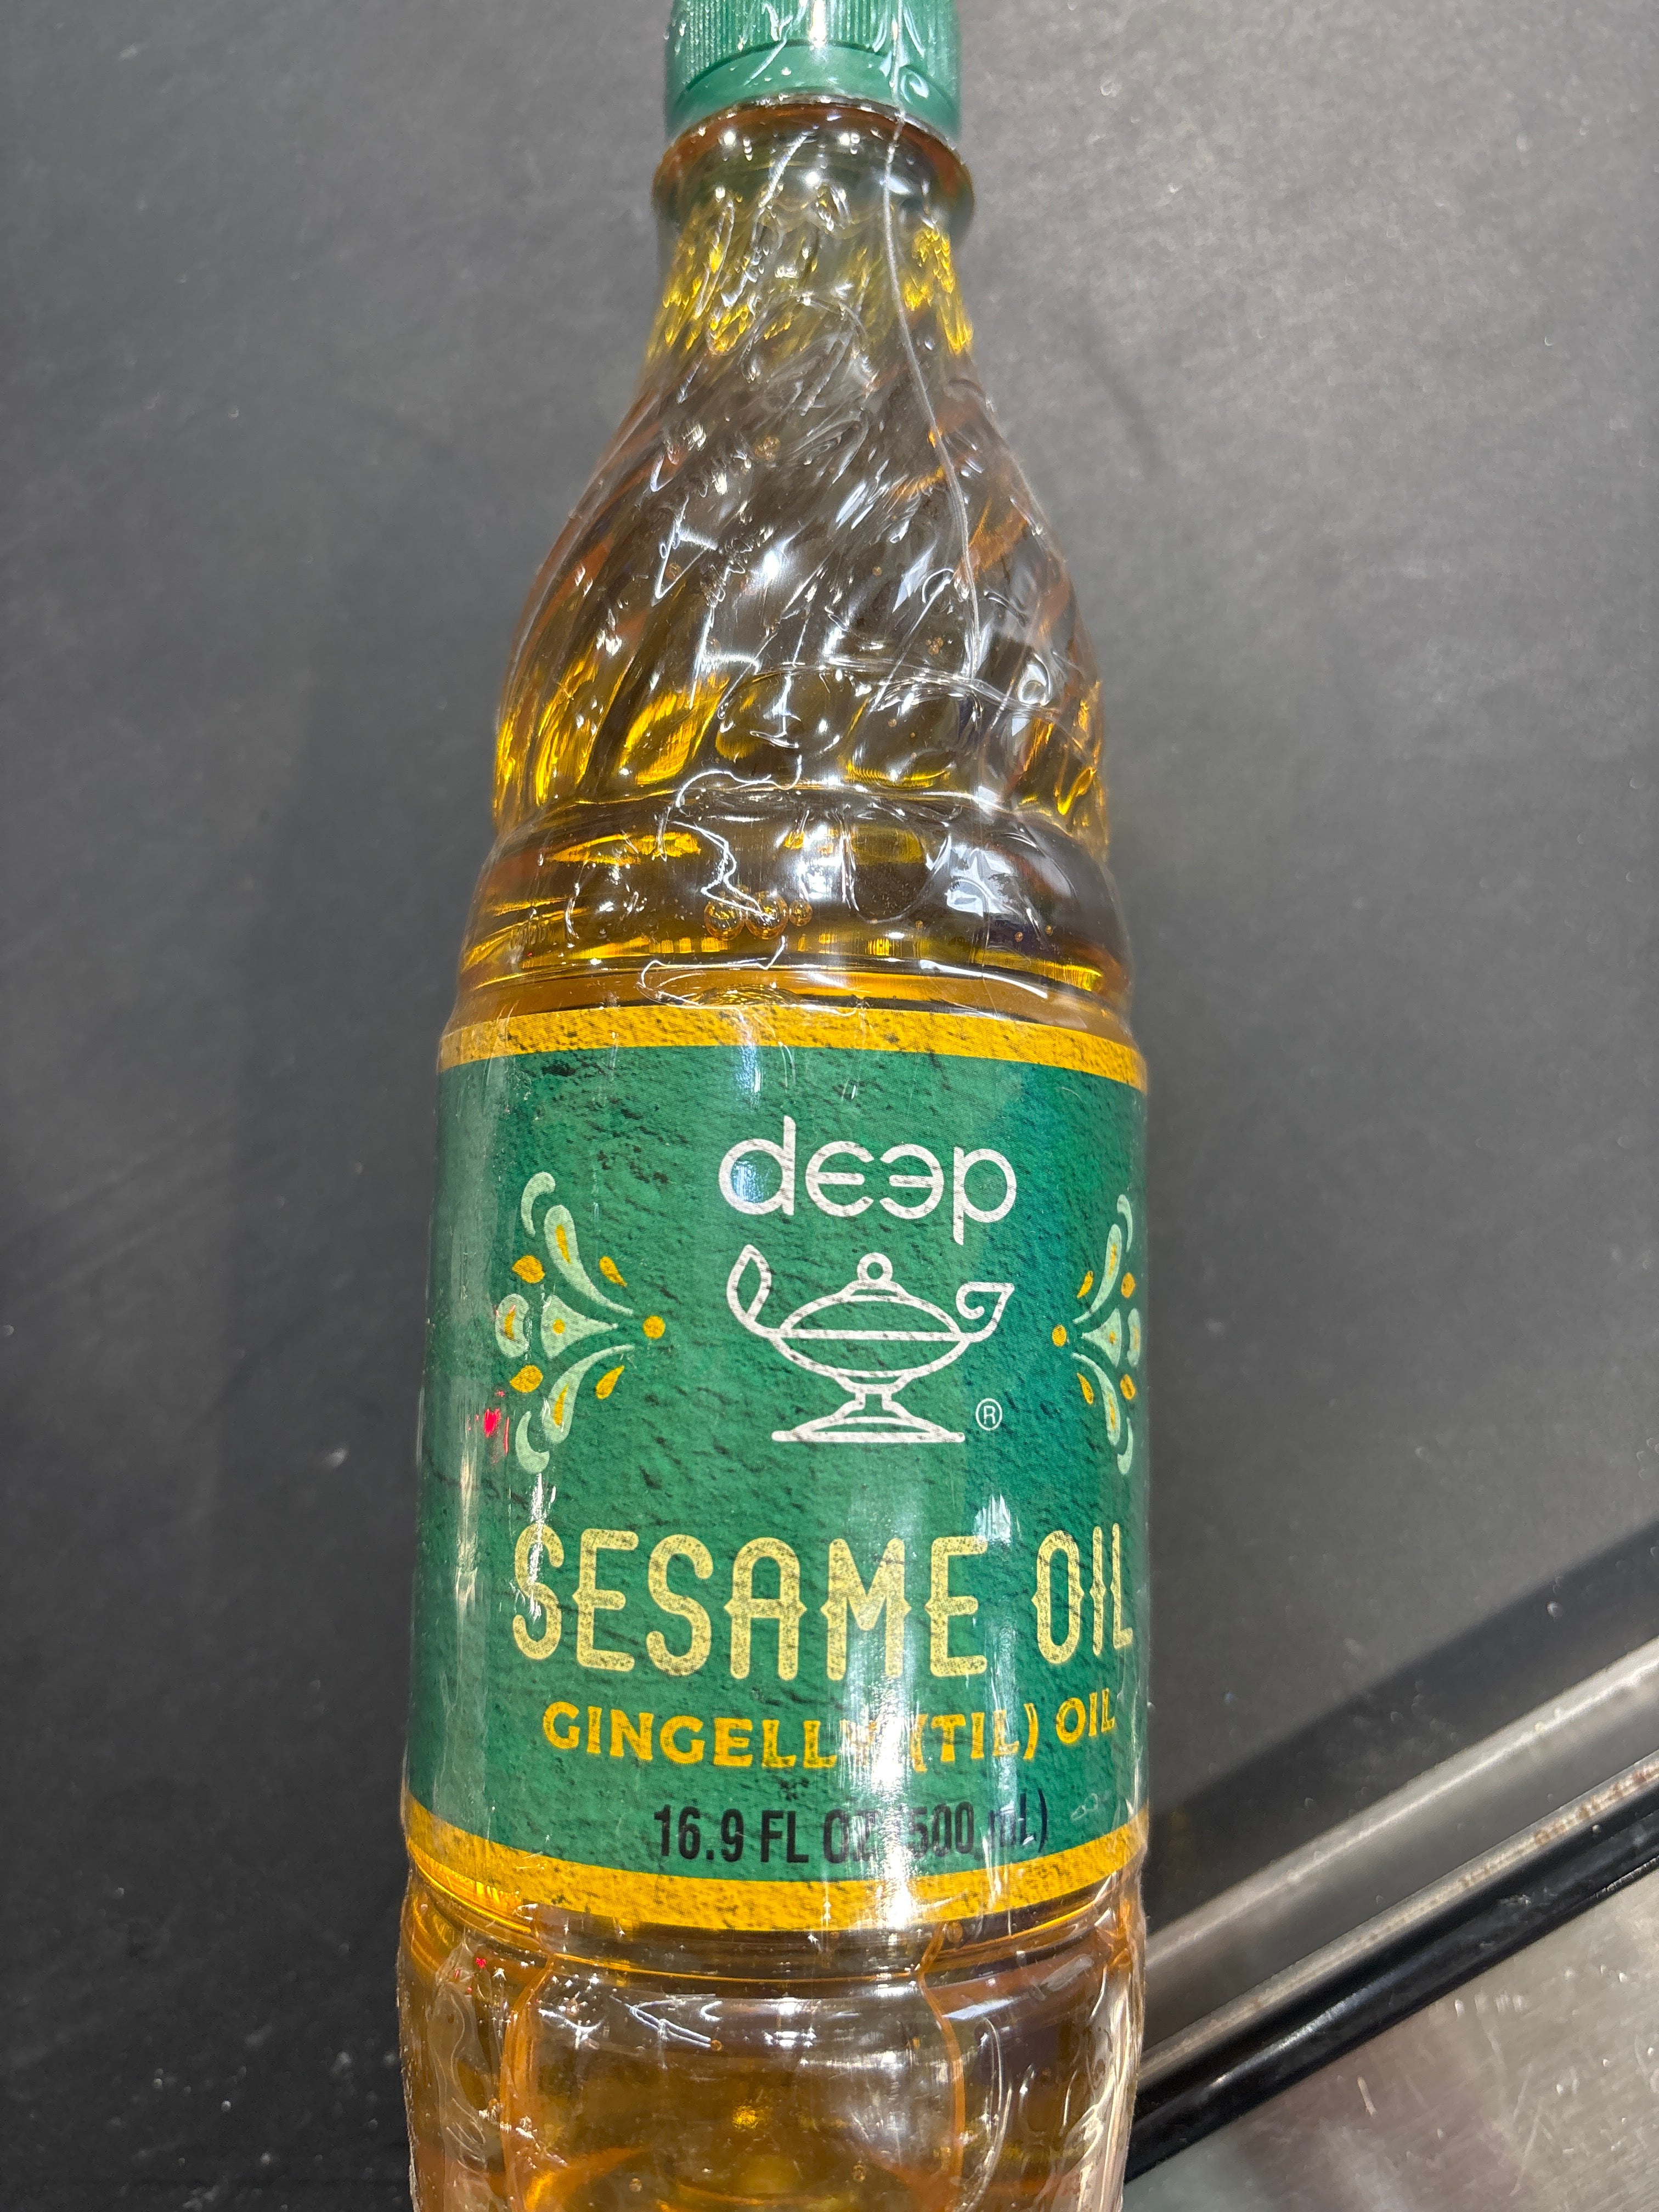 deep
®
SESAME OIL
GINGELLY (TIL) OIL
16.9 FL OZ (500 mL)